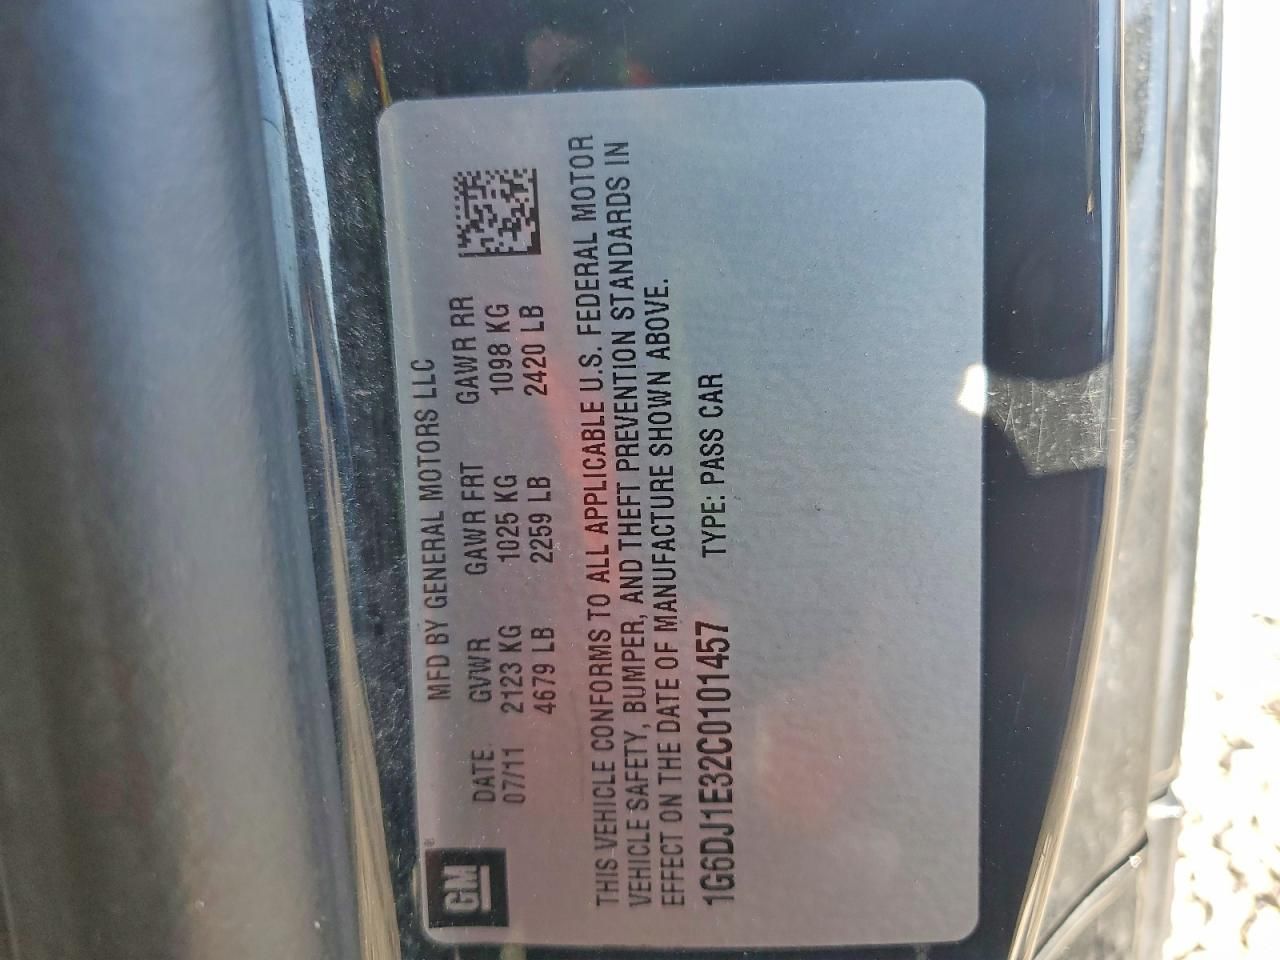 GM®
MFD BY GENERAL MOTORS LLC
DATE GVWR GAWR FRT GAWR RR
07/11 2123 KG 1025 KG 1098 KG
4679 LB 2259 LB 2420 LB
THIS VEHICLE CONFORMS TO ALL APPLICABLE U.S. FEDERAL MOTOR
VEHICLE SAFETY, BUMPER, AND THEFT PREVENTION STANDARDS IN
EFFECT ON THE DATE OF MANUFACTURE SHOWN ABOVE.
1G6DJ1E32C0101457 TYPE: PASS CAR